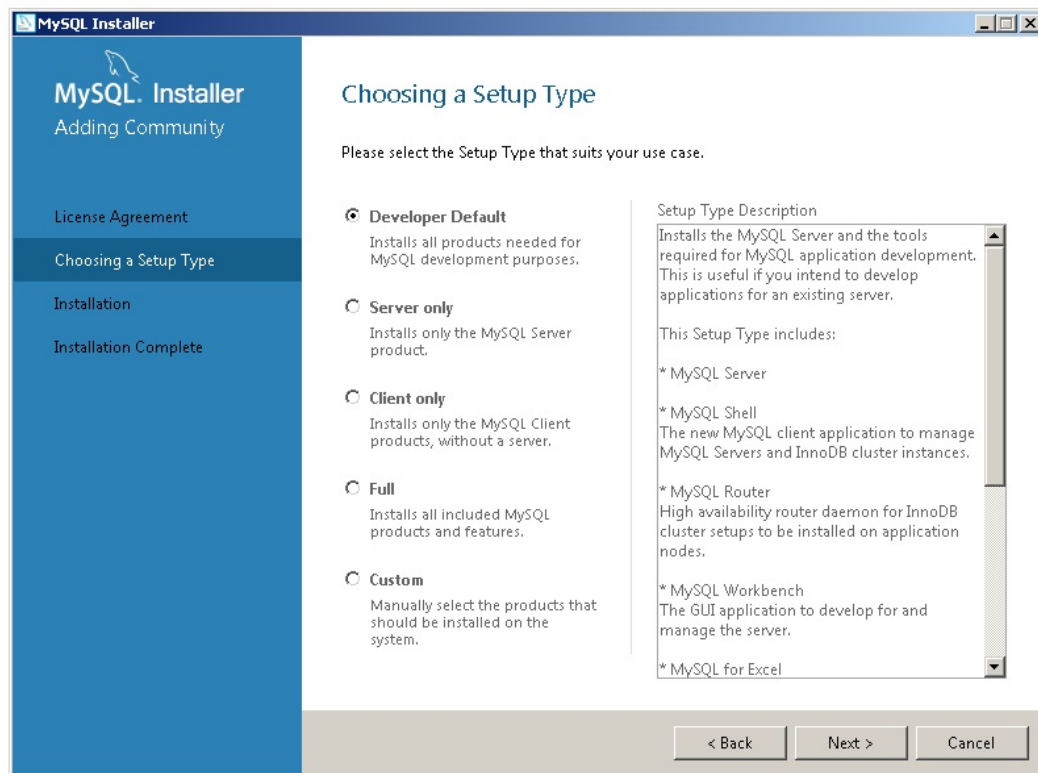 MySQL Installer
MySQL. Installer
Adding Community
License Agreement
Choosing a Setup Type
Installation
Installation Complete
Choosing a Setup Type
Please select the Setup Type that suits your use case.
Developer Default
Installs all products needed for
MySQL development purposes.
Server only
Installs only the MySQL Server
product.
Client only
Installs only the MySQL Client
products, without a server.
Full
Installs all included MySQL
products and features.
Custom
Manually select the products that
should be installed on the
system.
Setup Type Description
Installs the MySQL Server and the tools
required for MySQL application development.
This is useful if you intend to develop
applications for an existing server.
This Setup Type includes:
* MySQL Server
* MySQL Shell
The new MySQL client application to manage
MySQL Servers and InnoDB cluster instances.
* MySQL Router
High availability router daemon for InnoDB
cluster setups to be installed on application
nodes.
* MySQL Workbench
The GUI application to develop for and
manage the server.
* MySQL for Excel
< Back
Next >
Cancel